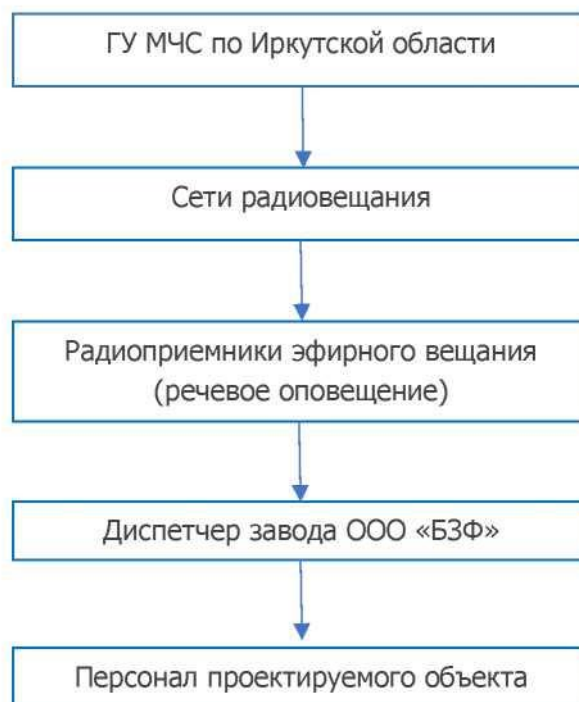 ГУ МЧС по Иркутской области
Сети радиовещания
Радиоприемники эфирного вещания
(речевое оповещение)
Диспетчер завода ООО «БЗФ»
Персонал проектируемого объекта